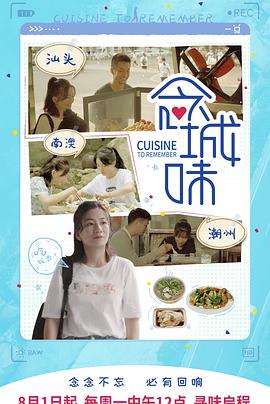 CUISINE TO REMEMBER
REC
汕头
南澳
CUISINE
TO REMEMBER
念城味
潮州
RAW
HD
念念不忘 必有回响
8月1日起 每周一中午12点 寻味启程